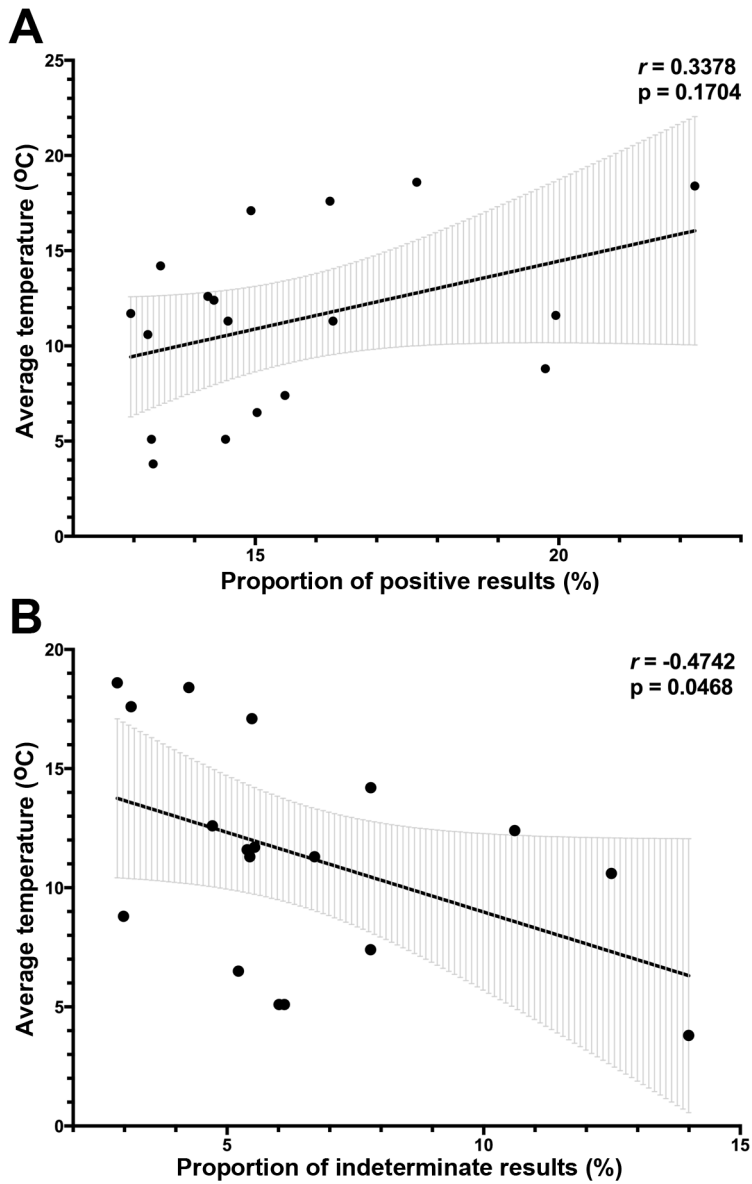 A
r = 0.3378
p = 0.1704
25
20
15
10
5
0
Average temperature (ºC)
15
20
Proportion of positive results (%)
B
r = -0.4742
p = 0.0468
20
15
10
5
0
Average temperature (ºC)
5
10
15
Proportion of indeterminate results (%)